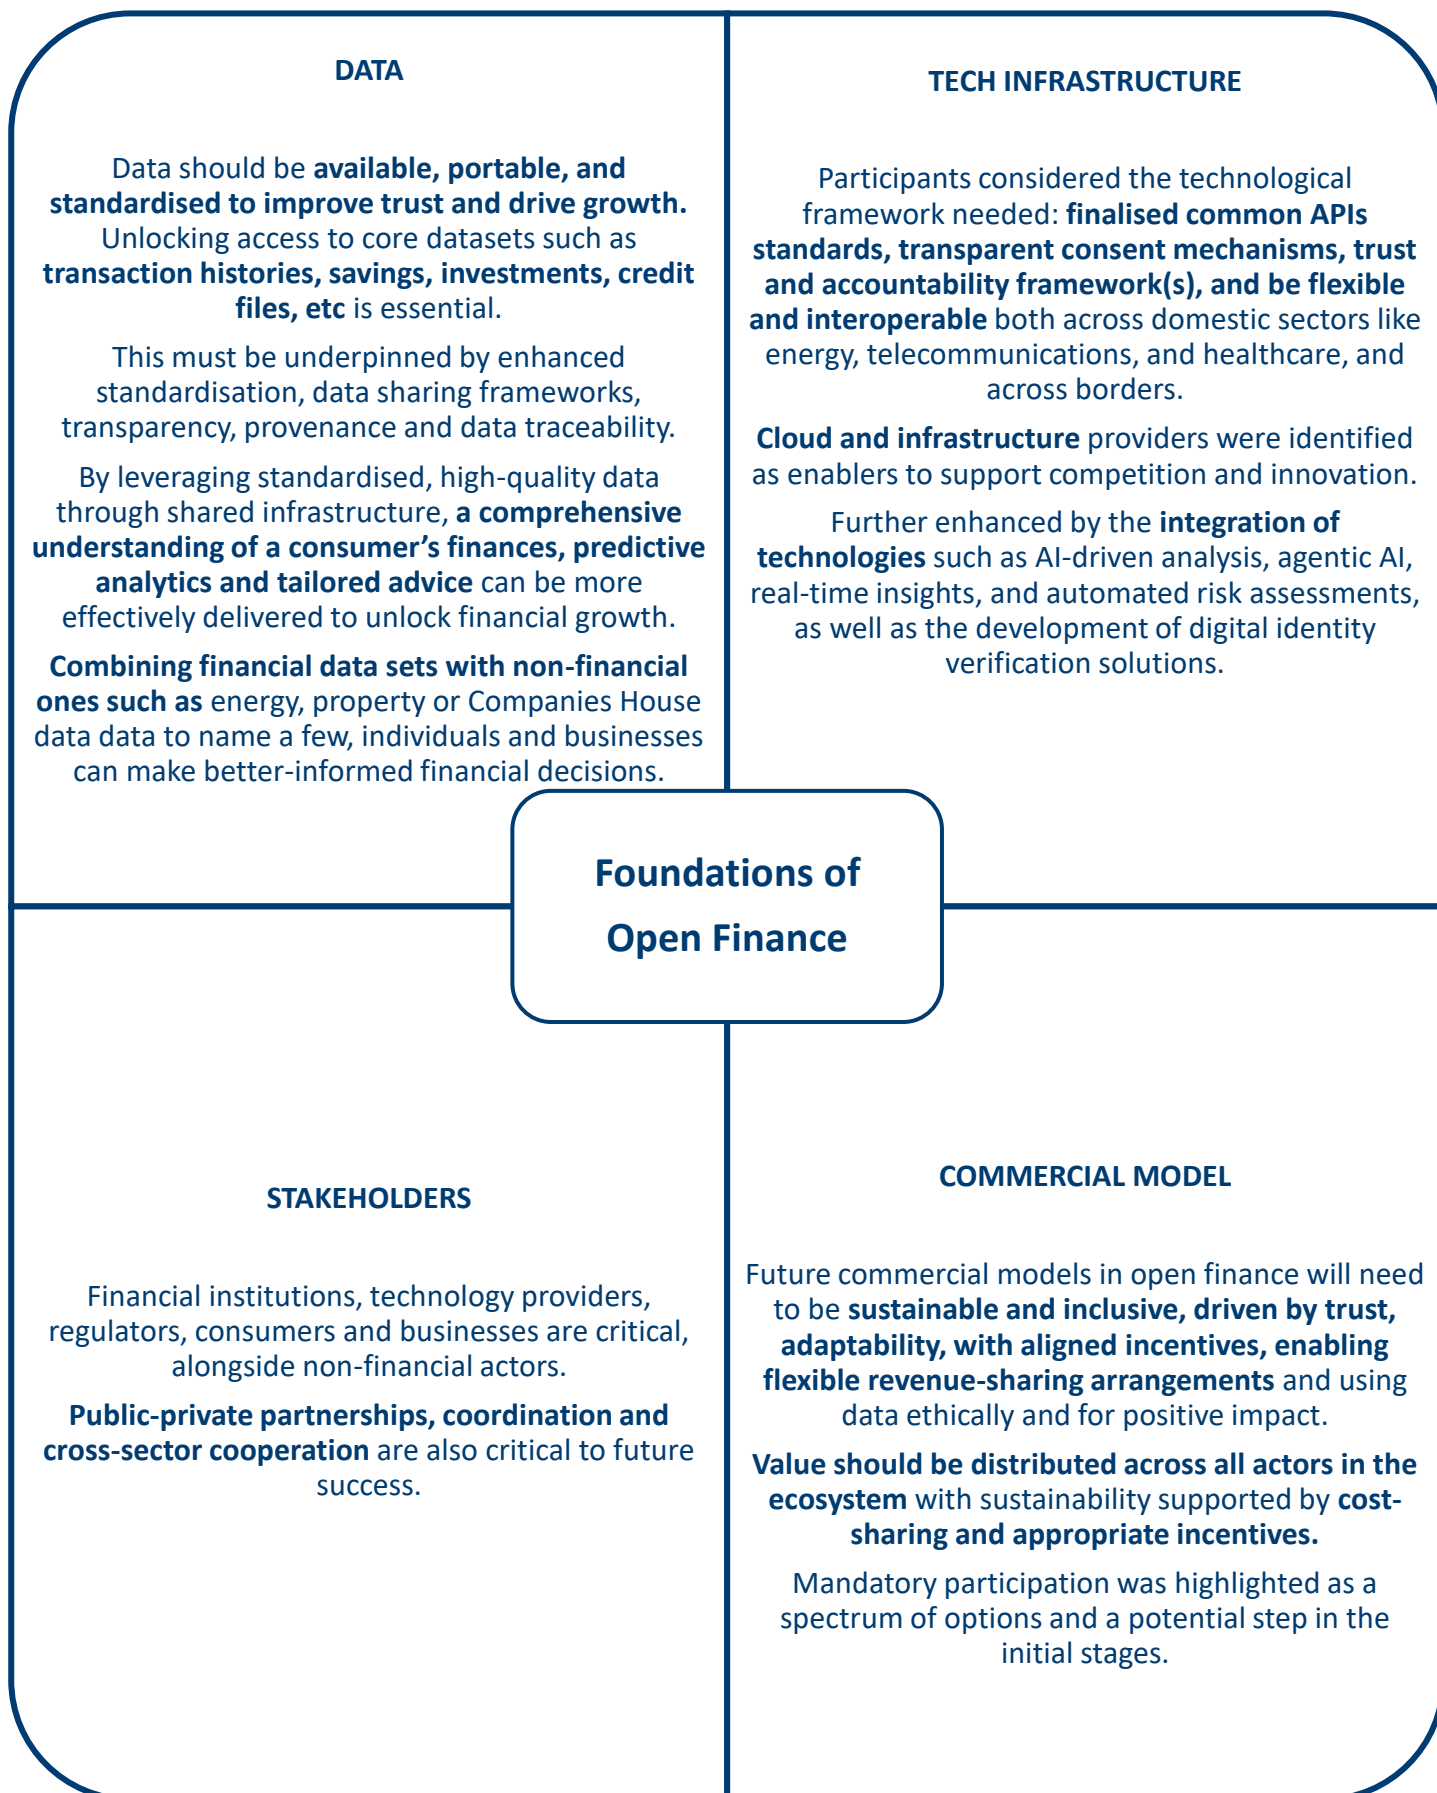 DATA
Data should be available, portable, and
standardised to improve trust and drive growth.
Unlocking access to core datasets such as
transaction histories, savings, investments, credit
files, etc is essential.
This must be underpinned by enhanced
standardisation, data sharing frameworks,
transparency, provenance and data traceability.
By leveraging standardised, high-quality data
through shared infrastructure, a comprehensive
understanding of a consumer’s finances, predictive
analytics and tailored advice can be more
effectively delivered to unlock financial growth.
Combining financial data sets with non-financial
ones such as energy, property or Companies House
data data to name a few, individuals and businesses
can make better-informed financial decisions.
TECH INFRASTRUCTURE
Participants considered the technological
framework needed: finalised common APIs
standards, transparent consent mechanisms, trust
and accountability framework(s), and be flexible
and interoperable both across domestic sectors like
energy, telecommunications, and healthcare, and
across borders.
Cloud and infrastructure providers were identified
as enablers to support competition and innovation.
Further enhanced by the integration of
technologies such as AI-driven analysis, agentic AI,
real-time insights, and automated risk assessments,
as well as the development of digital identity
verification solutions.
Foundations of
Open Finance
STAKEHOLDERS
Financial institutions, technology providers,
regulators, consumers and businesses are critical,
alongside non-financial actors.
Public-private partnerships, coordination and
cross-sector cooperation are also critical to future
success.
COMMERCIAL MODEL
Future commercial models in open finance will need
to be sustainable and inclusive, driven by trust,
adaptability, with aligned incentives, enabling
flexible revenue-sharing arrangements and using
data ethically and for positive impact.
Value should be distributed across all actors in the
ecosystem with sustainability supported by cost-
sharing and appropriate incentives.
Mandatory participation was highlighted as a
spectrum of options and a potential step in the
initial stages.